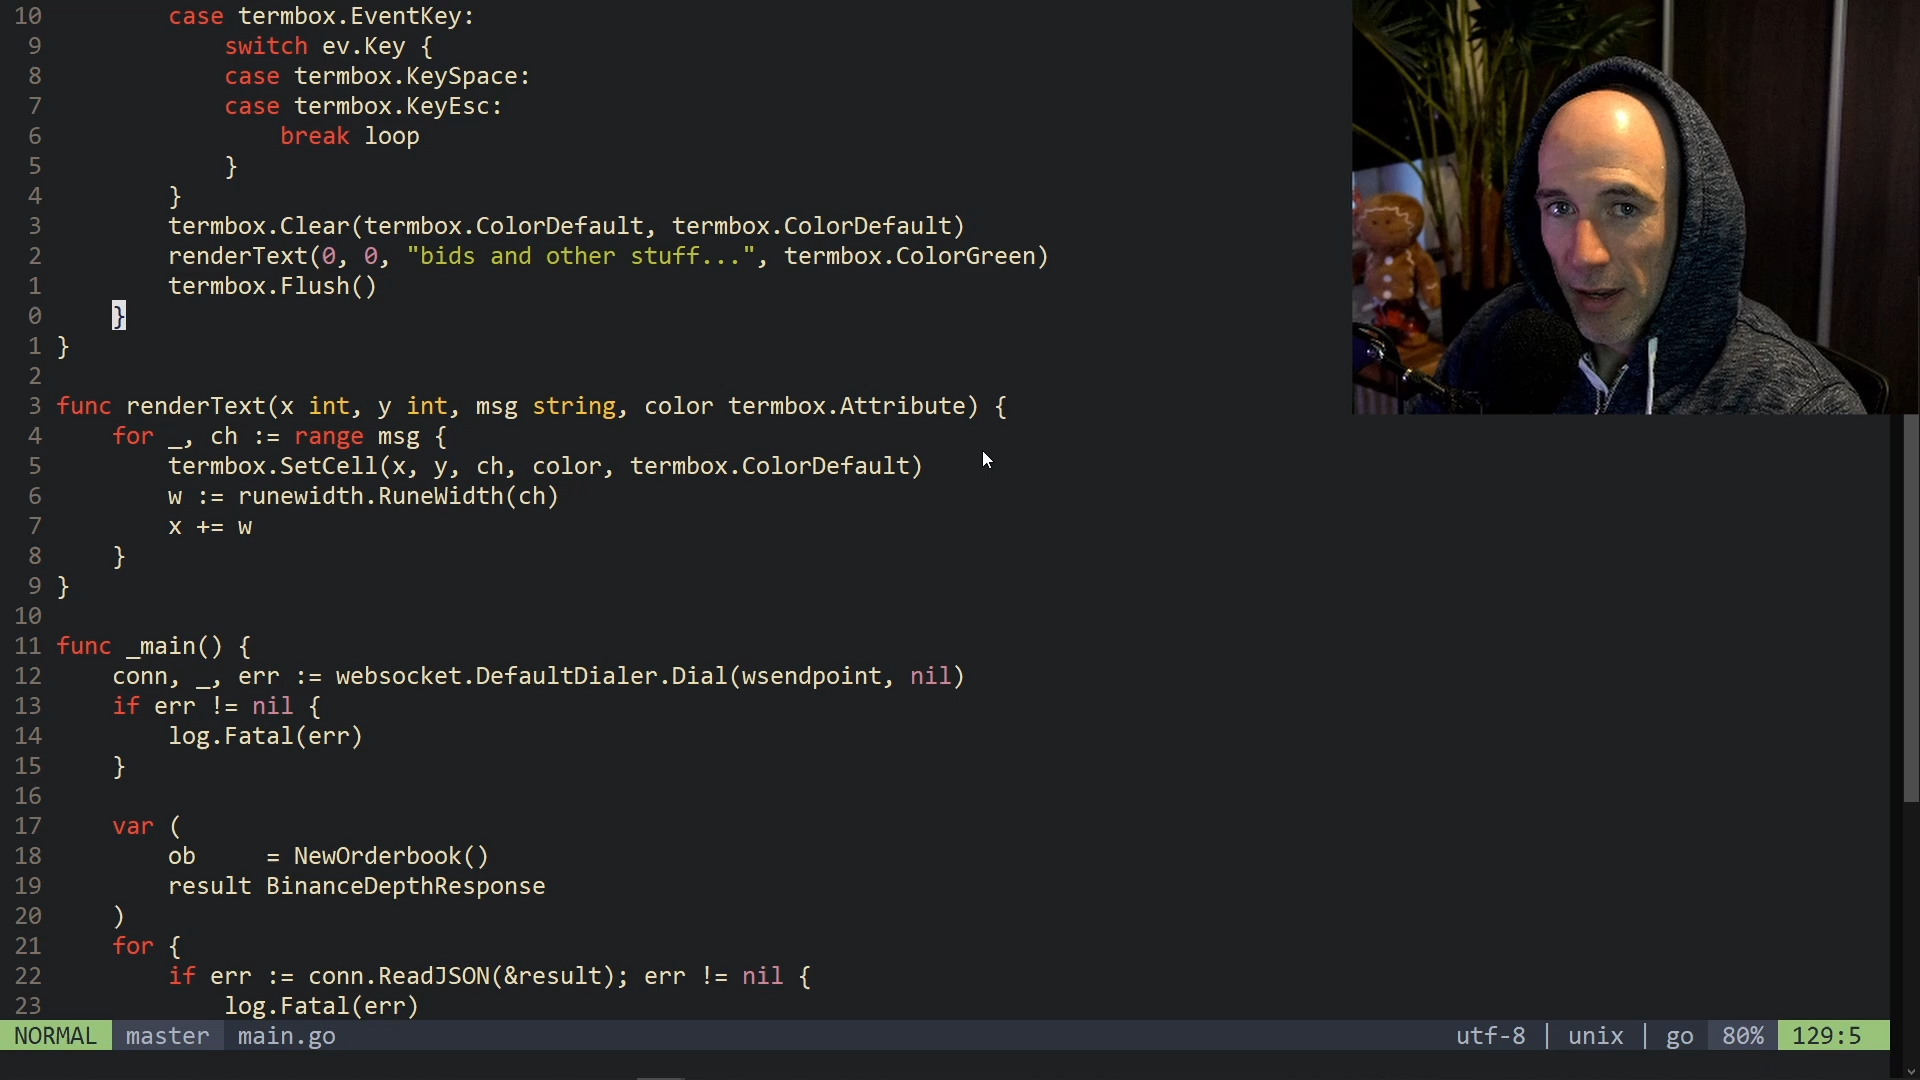 10 case termbox.EventKey:
9 switch ev.Key {
8 case termbox.KeySpace:
7 case termbox.KeyEsc:
6 break loop
5 }
4 }
3 termbox.Clear(termbox.ColorDefault, termbox.ColorDefault)
2 renderText(0, 0, "bids and other stuff...", termbox.ColorGreen)
1 termbox.Flush()
0 }
1 }
2
3 func renderText(x int, y int, msg string, color termbox.Attribute) {
4 for _, ch := range msg {
5 termbox.SetCell(x, y, ch, color, termbox.ColorDefault)
6 w := runewidth.RuneWidth(ch)
7 x += w
8 }
9 }
10
11 func _main() {
12 conn, _, err := websocket.DefaultDialer.Dial(wsendpoint, nil)
13 if err != nil {
14 log.Fatal(err)
15 }
16
17 var (
18 ob = NewOrderbook()
19 result BinanceDepthResponse
20 )
21 for {
22 if err := conn.ReadJSON(&result); err != nil {
23 log.Fatal(err)
NORMAL master main.go utf-8 | unix | go 80% 129:5